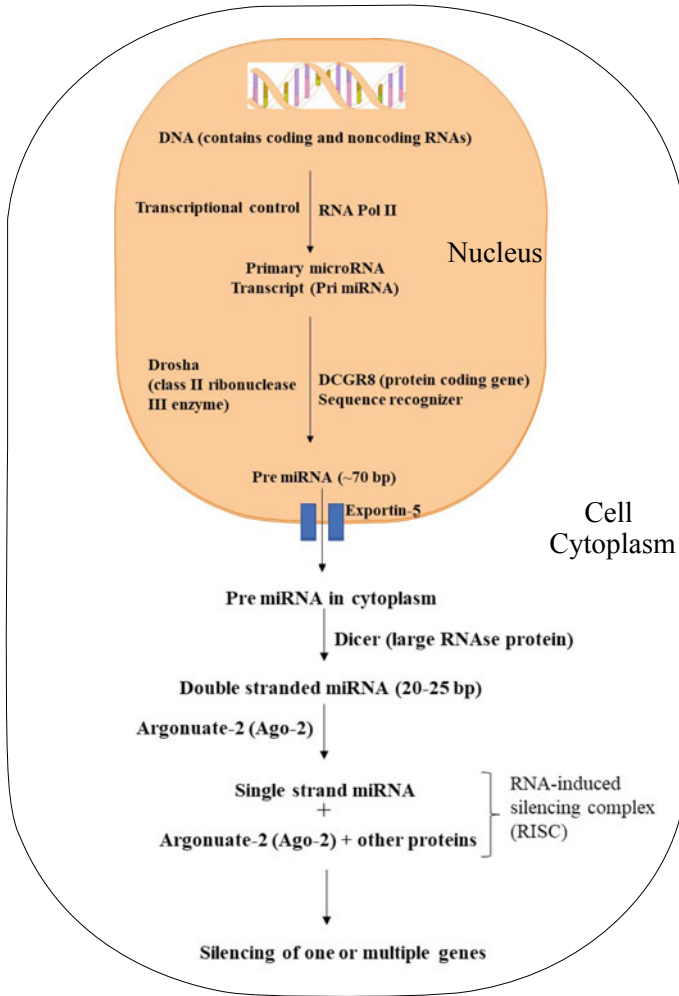 DNA (contains coding and noncoding RNAs)
Transcriptional control
RNA Pol II
Nucleus
Primary microRNA
Transcript (Pri miRNA)
Drosha
(class II ribonuclease
III enzyme)
DCGR8 (protein coding gene)
Sequence recognizer
Pre miRNA (~70 bp)
Exportin-5
Cell
Cytoplasm
Pre miRNA in cytoplasm
Dicer (large RNAse protein)
Double stranded miRNA (20-25 bp)
Argonuate-2 (Ago-2)
Single strand miRNA
+
Argonuate-2 (Ago-2) + other proteins
RNA-induced
silencing complex
(RISC)
Silencing of one or multiple genes